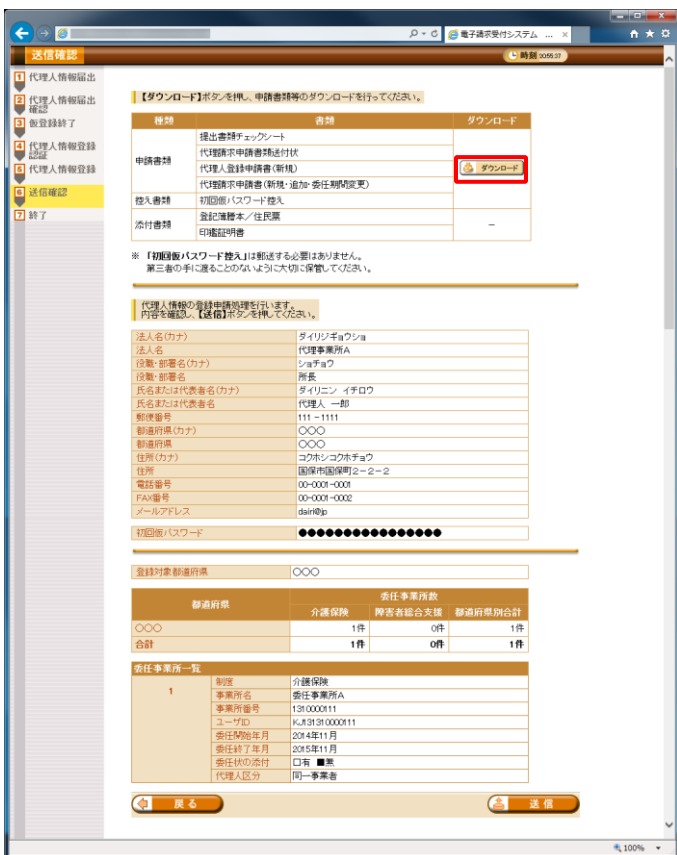 電子請求受付システム ... ×
送信確認
時刻 20:55:37
1 代理人情報届出
2 代理人情報届出確認
3 仮登録終了
4 代理人情報登録認証
5 代理人情報登録
6 送信確認
7 終了
【ダウンロード】ボタンを押し、申請書類等のダウンロードを行ってください。
種類 書類 ダウンロード
申請書類 提出書類チェックシート
代理請求申請書類送付状
代理人登録申請書(新規)
代理請求申請書(新規・追加・委任期間変更)
ダウンロード
控え書類 初回仮パスワード控え
添付書類 登記簿謄本/住民票
印鑑証明書
－
※ 「初回仮パスワード控え」は郵送する必要はありません。
第三者の手に渡ることのないように大切に保管してください。
代理人情報の登録申請処理を行います。
内容を確認し、【送信】ボタンを押してください。
法人名(カナ) ダイリジギョウショ
法人名 代理事業所A
役職・部署名(カナ) ショチョウ
役職・部署名 所長
氏名または代表者名(カナ) ダイリニン イチロウ
氏名または代表者名 代理人 一郎
郵便番号 111 -1111
都道府県(カナ) ○○○
都道府県 ○○○
住所(カナ) コクホシコクホチョウ
住所 国保市国保町2-2-2
電話番号 00-0001-0001
FAX番号 00-0001-0002
メールアドレス dairi@jp
初回仮パスワード ●●●●●●●●●●●●●●●●
登録対象都道府県 ○○○
都道府県 委任事業所数
介護保険 障害者総合支援 都道府県別合計
○○○ 1件 0件 1件
合計 1件 0件 1件
委任事業所一覧
1 制度 介護保険
事業所名 委任事業所A
事業所番号 1310000111
ユーザID KJ131310000111
委任開始年月 2014年11月
委任終了年月 2015年11月
委任状の添付 □有 ■無
代理人区分 同一事業者
戻る 送信
100%